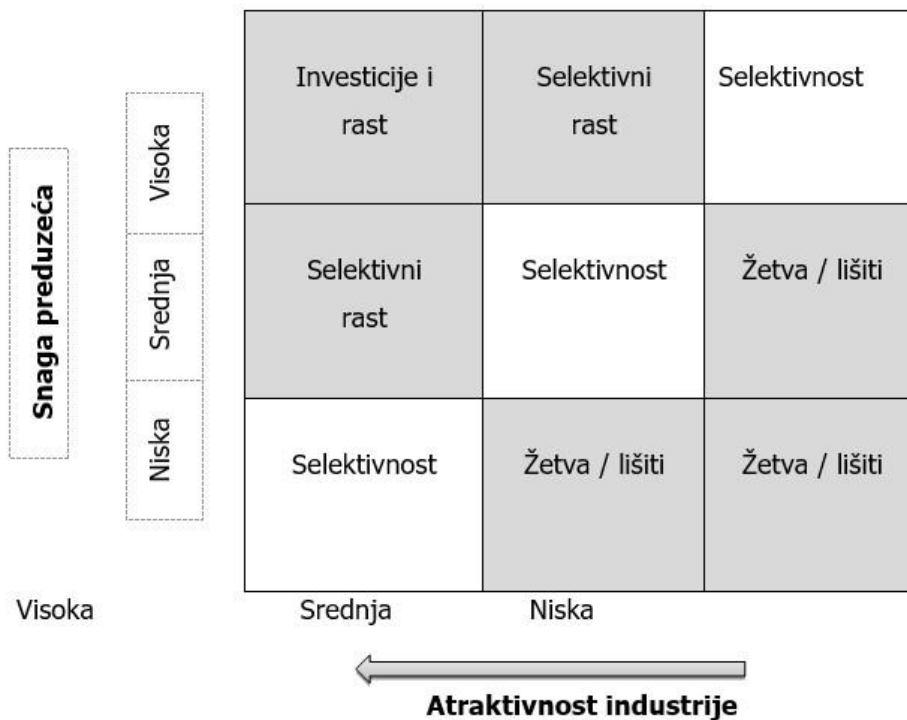 Investicije i
rast
Selektivni
rast
Selektivnost
Snaga preduzeća
Visoka
Srednja
Niska
Selektivni
rast
Selektivnost
Žetva / lišiti
Selektivnost
Žetva / lišiti
Žetva / lišiti
Visoka
Srednja
Niska
Atraktivnost industrije